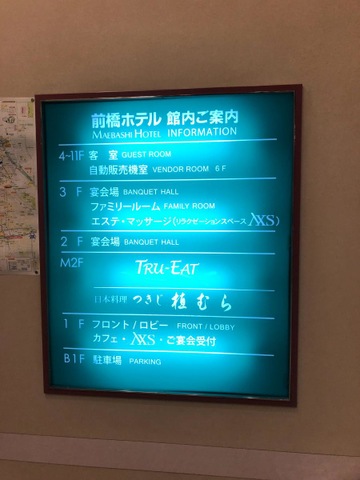 前橋ホテル 館内ご案内
MAEBASHI HOTEL INFORMATION
4~11F 客 室 GUEST ROOM
自動販売機室 VENDOR ROOM 6F
3 F 宴会場 BANQUET HALL
ファミリールーム FAMILY ROOM
エステ・マッサージ(リラクゼーションスペース AXS)
2 F 宴会場 BANQUET HALL
M2F TRU-EAT
日本料理 つきじ 植むら
1 F フロント/ロビー FRONT/LOBBY
カフェ・AXS・ご宴会受付
B1F 駐車場 PARKING